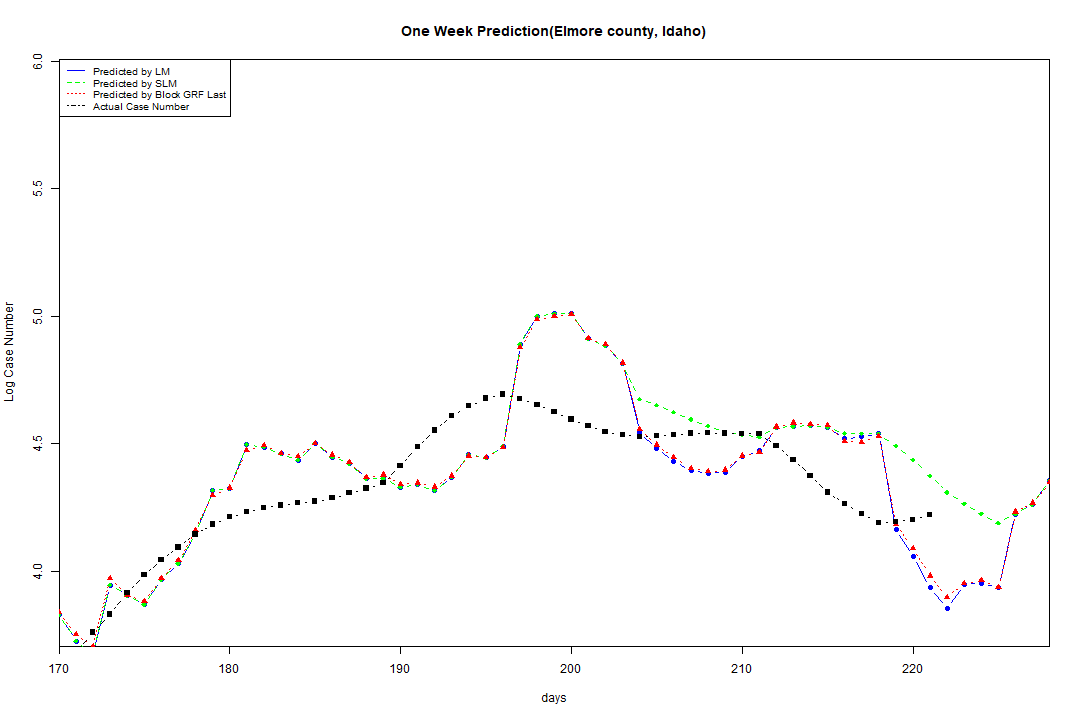 One Week Prediction(Elmore county, Idaho)
Predicted by LM
Predicted by SLM
Predicted by Block GRF Last
Actual Case Number
6.0
5.5
5.0
4.5
4.0
Log Case Number
170 180 190 200 210 220
days